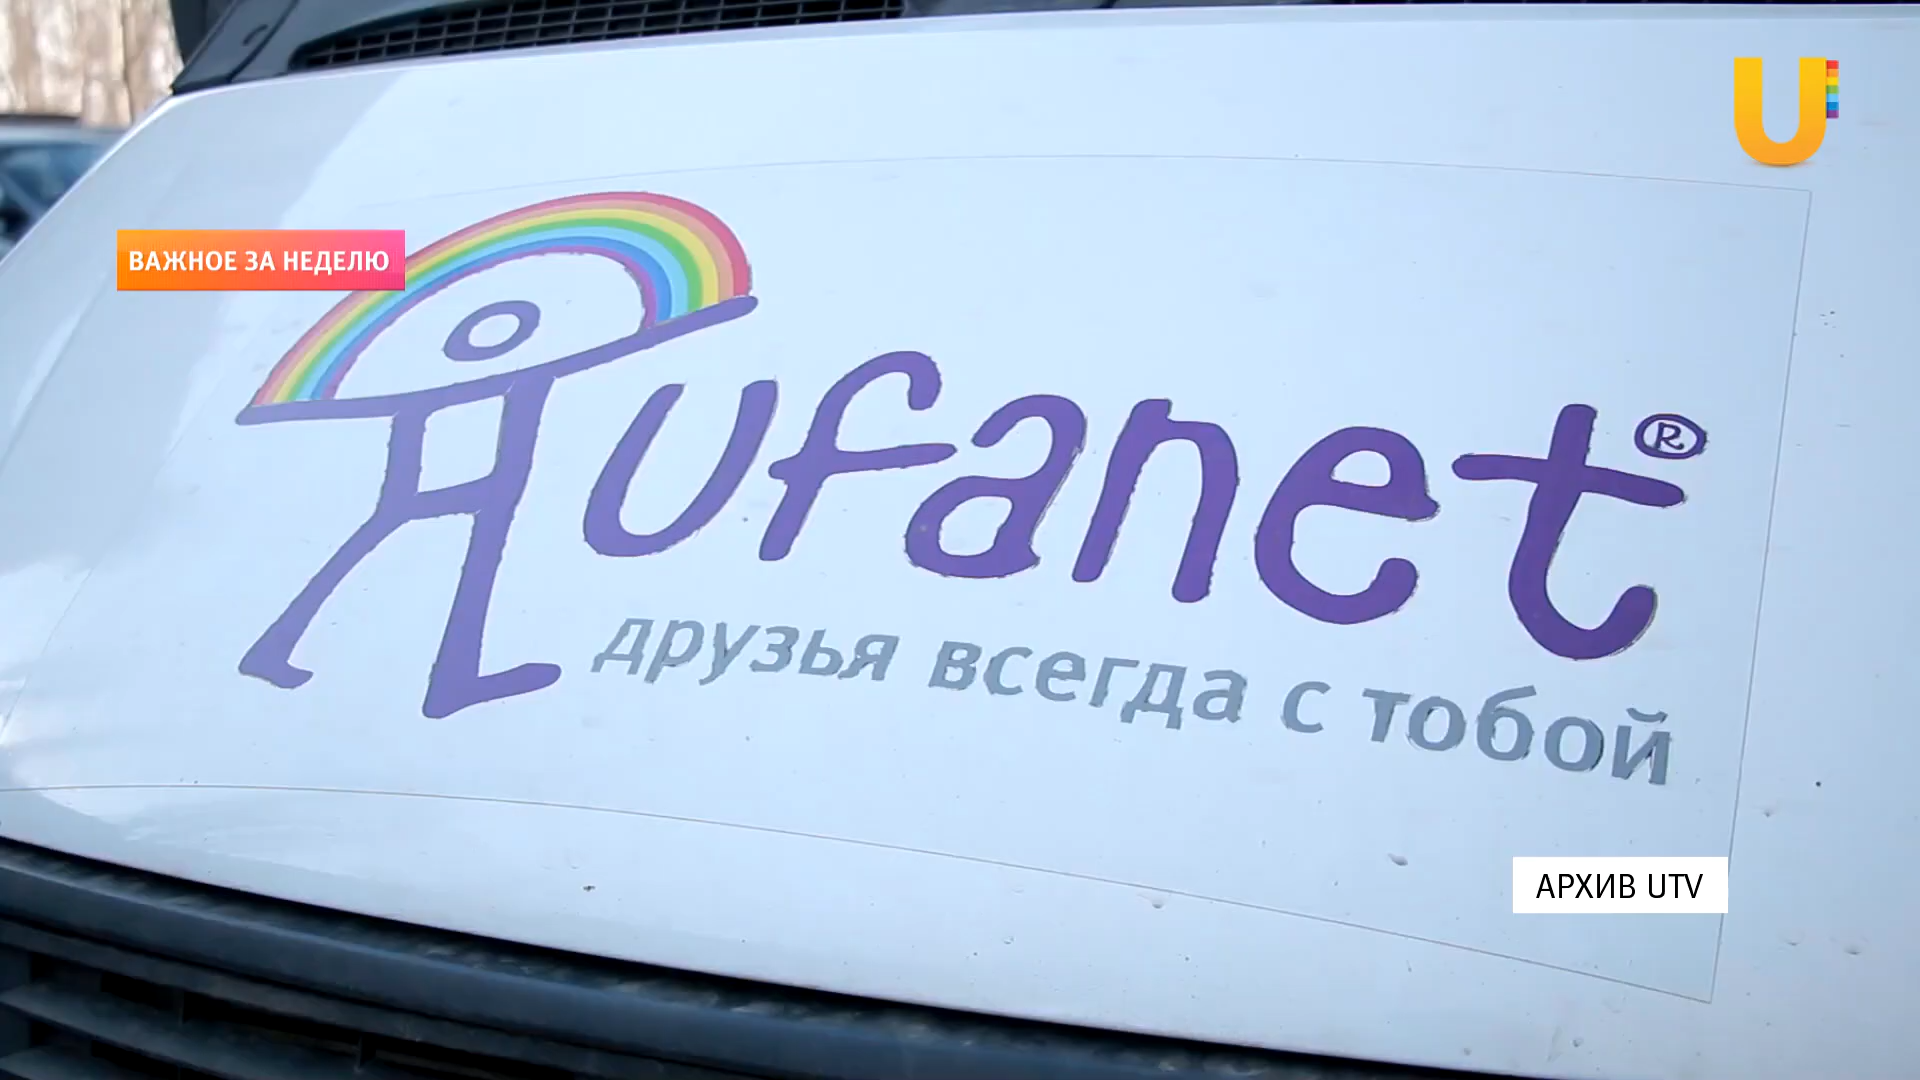 U
ВАЖНОЕ ЗА НЕДЕЛЮ
ufanet ®
друзья всегда с тобой
АРХИВ UTV